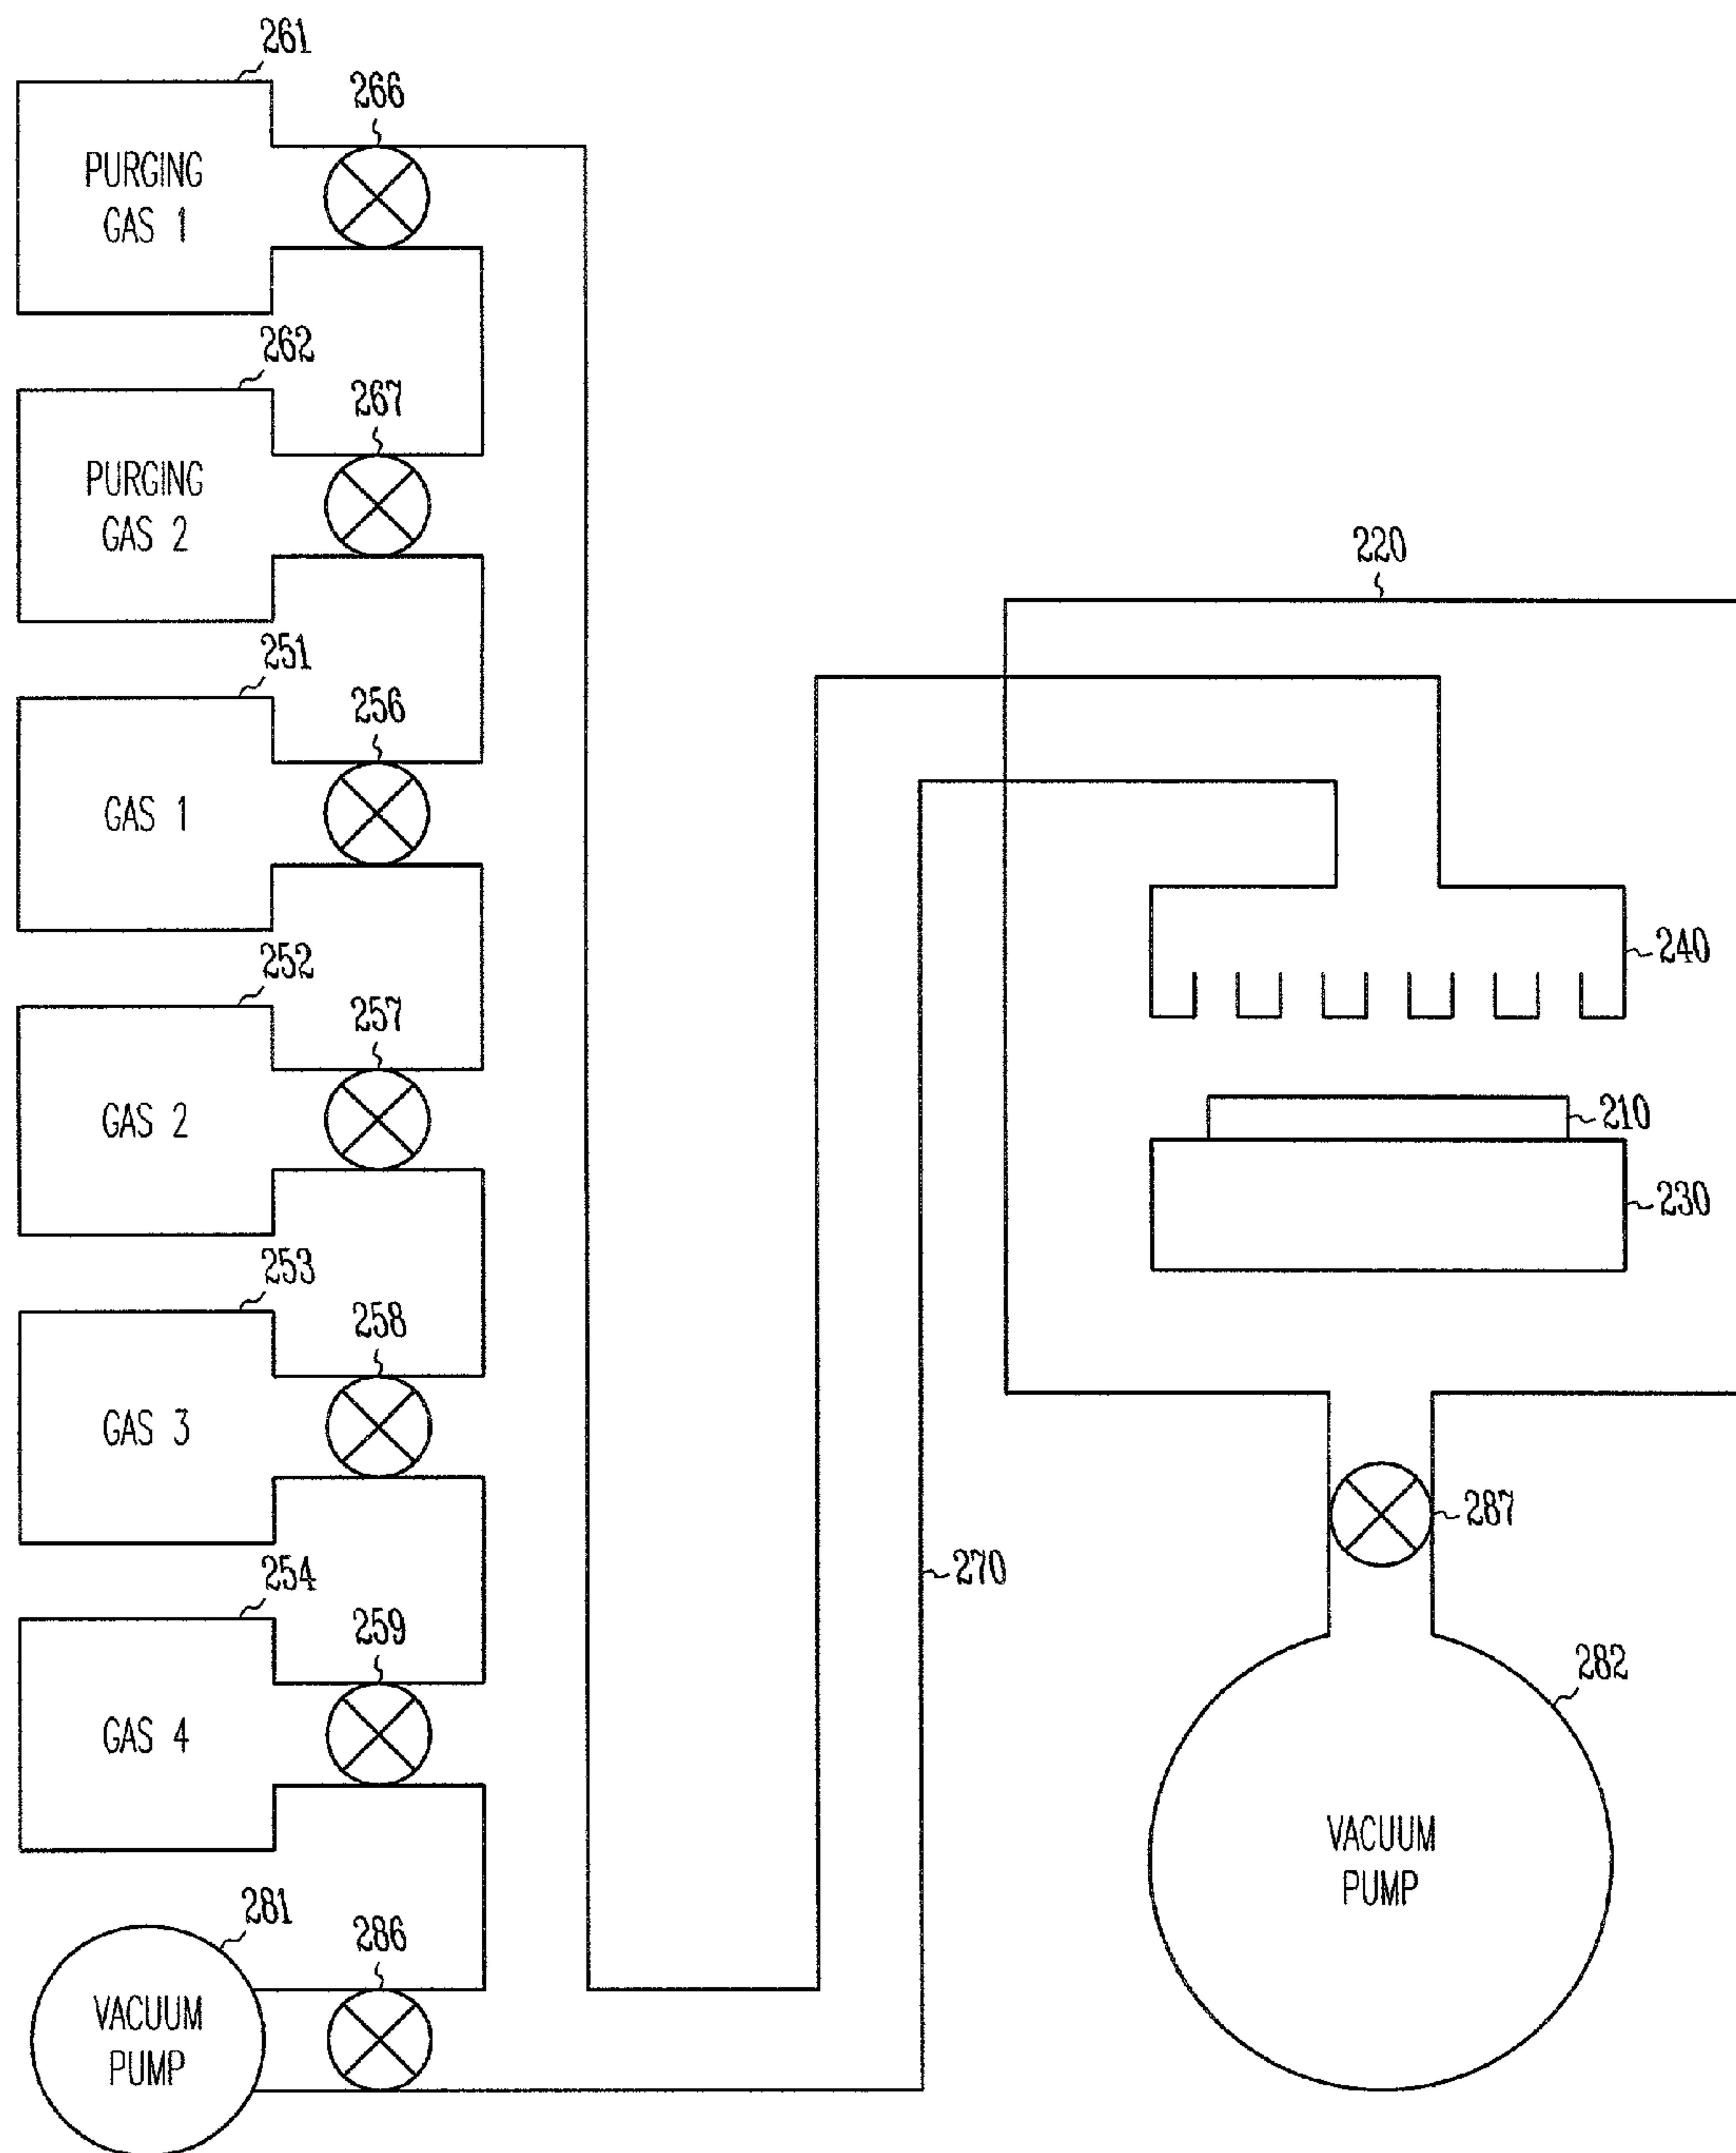 261
266
PURGING
GAS 1
262
267
PURGING
GAS 2
220
251
256
GAS 1
240
252
257
GAS 2
210
230
253
258
GAS 3
287
270
254
259
GAS 4
282
VACUUM
PUMP
281
286
VACUUM
PUMP